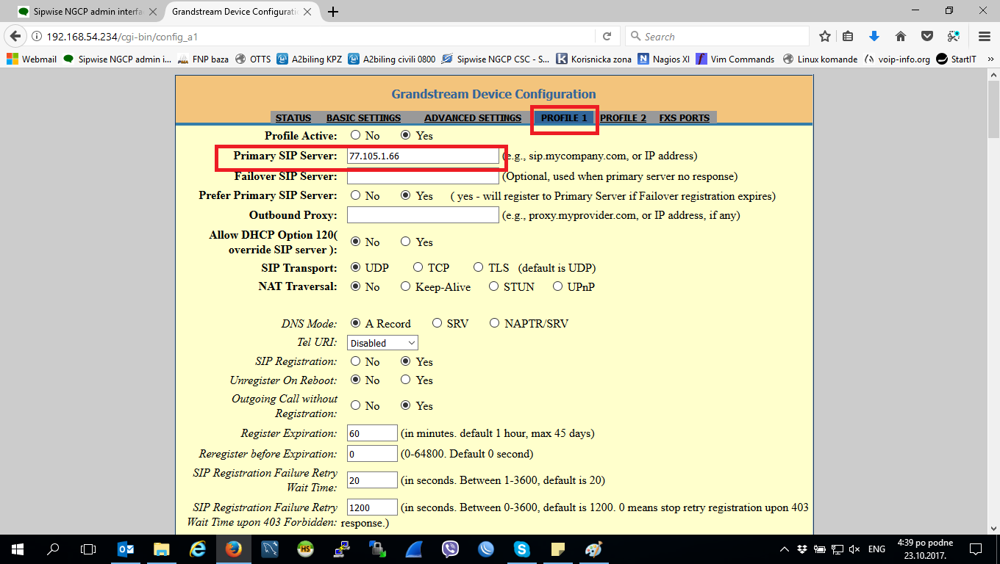 Sipwise NGCP admin interfa
Grandstream Device Configurati
192.168.54.234/cgi-bin/config_a1
Search
Webmail
Sipwise NGCP admin i...
FNP baza
OTTS
A2biling KPZ
A2biling civili 0800
Sipwise NGCP CSC - S...
Korisnicka zona
Nagios XI
Vim Commands
Linux komande
voip-info.org
StartIT
Grandstream Device Configuration
STATUS BASIC SETTINGS ADVANCED SETTINGS PROFILE 1 PROFILE 2 FXS PORTS
Profile Active: No Yes
Primary SIP Server: 77.105.1.66 (e.g., sip.mycompany.com, or IP address)
Failover SIP Server: (Optional, used when primary server no response)
Prefer Primary SIP Server: No Yes ( yes - will register to Primary Server if Failover registration expires)
Outbound Proxy: (e.g., proxy.myprovider.com, or IP address, if any)
Allow DHCP Option 120(
override SIP server ): No Yes
SIP Transport: UDP TCP TLS (default is UDP)
NAT Traversal: No Keep-Alive STUN UPnP
DNS Mode: A Record SRV NAPTR/SRV
Tel URI: Disabled
SIP Registration: No Yes
Unregister On Reboot: No Yes
Outgoing Call without
Registration: No Yes
Register Expiration: 60 (in minutes. default 1 hour, max 45 days)
Reregister before Expiration: 0 (0-64800. Default 0 second)
SIP Registration Failure Retry
Wait Time: 20 (in seconds. Between 1-3600, default is 20)
SIP Registration Failure Retry 1200 (in seconds. Between 0-3600, default is 1200. 0 means stop retry registration upon 403
Wait Time upon 403 Forbidden: response.)
HS
ENG
4:39 po podne
23.10.2017.